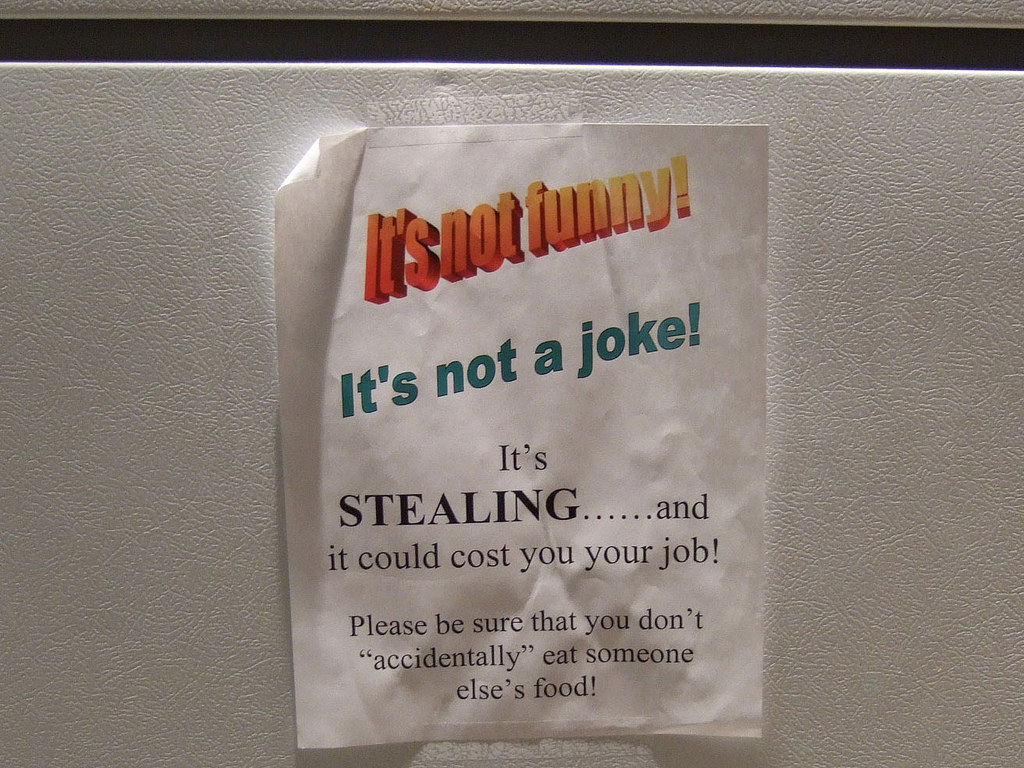 It's not funny!
It's not a joke!
It’s
STEALING……and
it could cost you your job!
Please be sure that you don’t
“accidentally” eat someone
else’s food!